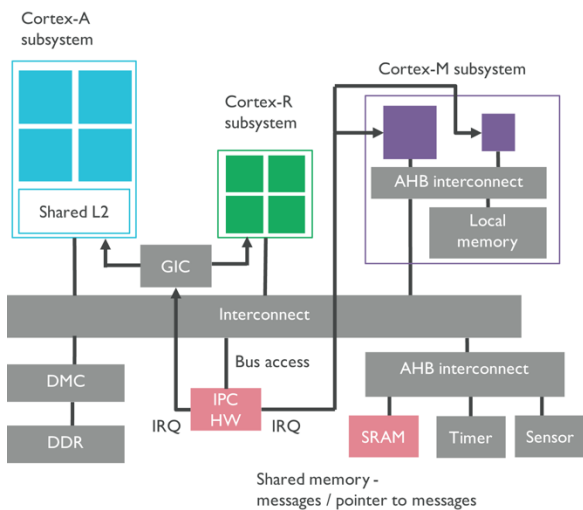 Cortex-A
subsystem
Cortex-R
subsystem
Cortex-M subsystem
Shared L2
AHB interconnect
Local
memory
GIC
Interconnect
Bus access
DMC
IPC
HW
AHB interconnect
DDR
IRQ
IRQ
SRAM
Timer
Sensor
Shared memory -
messages / pointer to messages